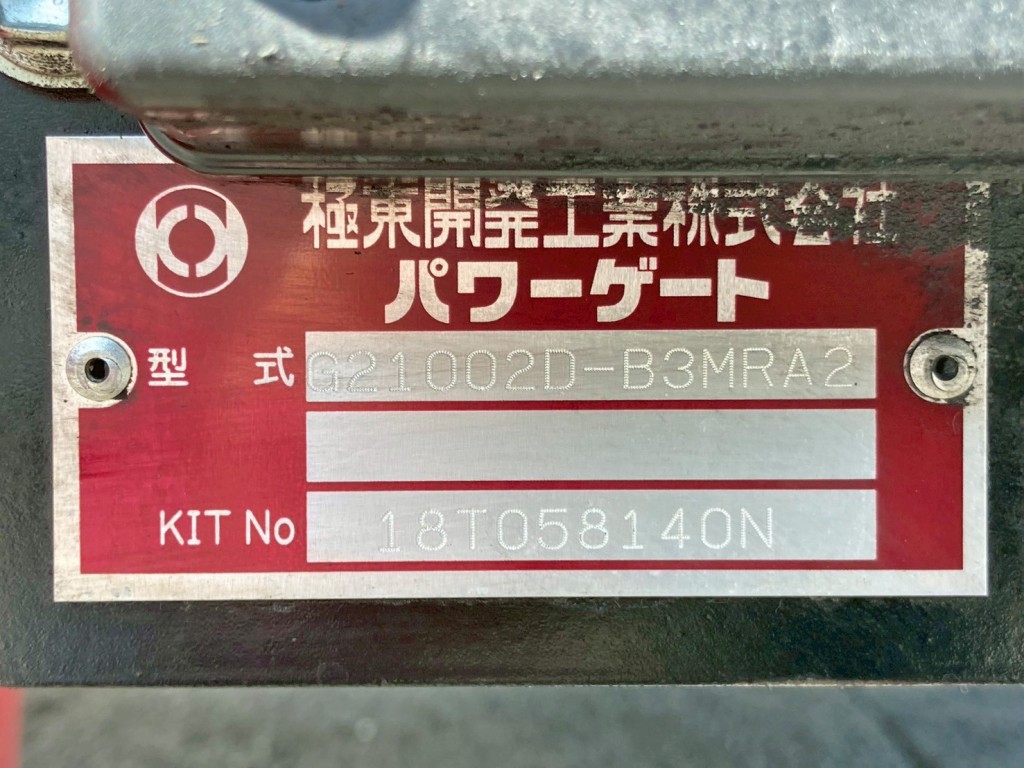 極東開発工業株式会社
パワーゲート
型 式 G21002D-B3MRA2
KIT No 18T058140N